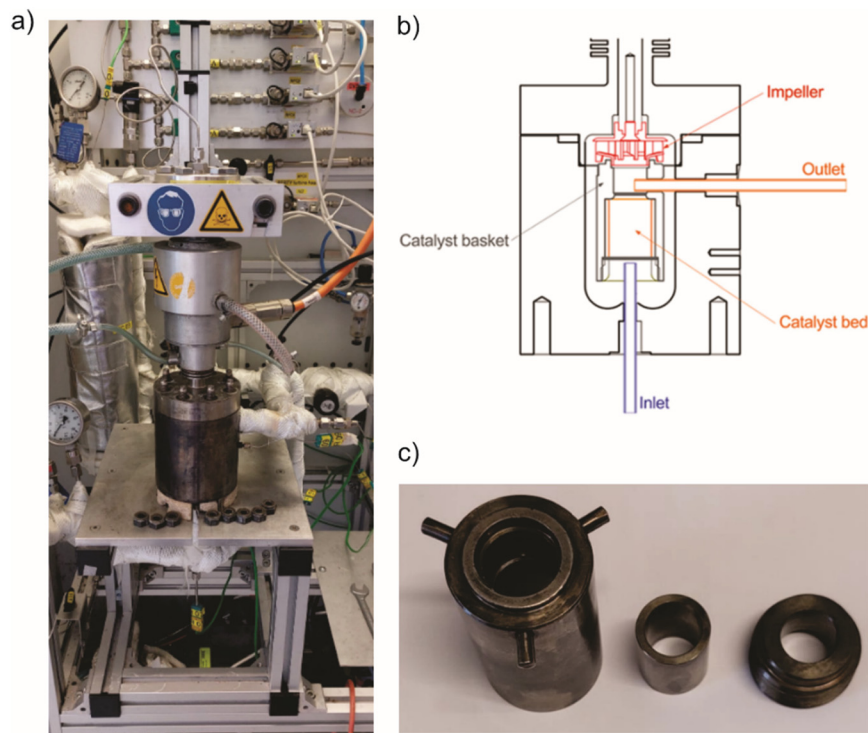 a)
b)
Impeller
Outlet
Catalyst basket
Catalyst bed
Inlet
c)